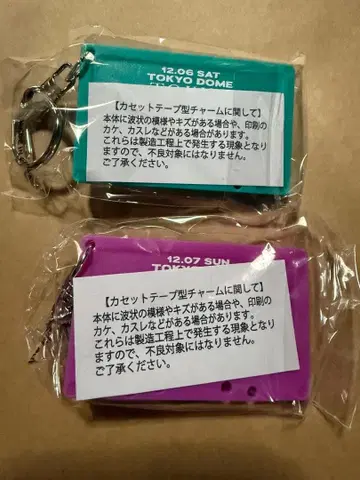 12.06 SAT
TOKYO DOME
【カセットテープ型チャームに関して】
本体に波状の模様やキズがある場合や、印刷の
カケ、カスレなどがある場合があります。
これらは製造工程上で発生する現象となり
ますので、不良対象にはなりません。
ご了承ください。
12.07 SUN
【カセットテープ型チャームに関して】
本体に波状の模様やキズがある場合や、印刷の
カケ、カスレなどがある場合があります。
これらは製造工程上で発生する現象となり
ますので、不良対象にはなりません。
ご了承ください。